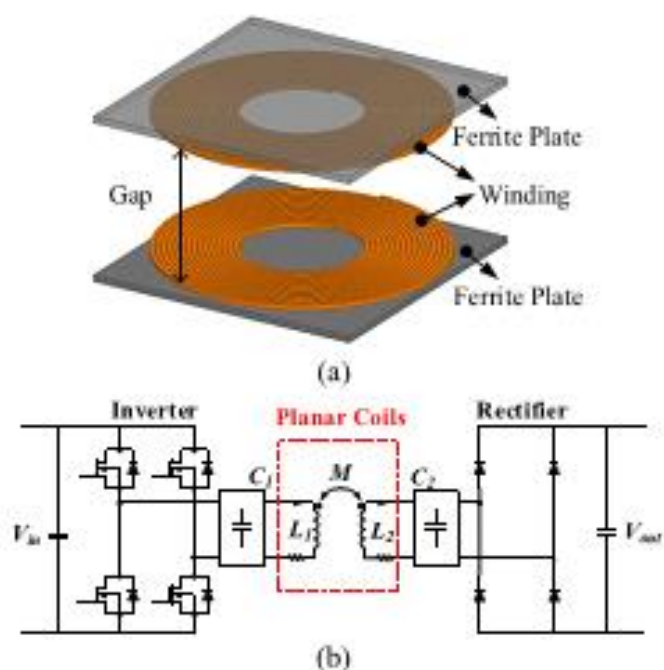 Ferrite Plate
Gap
Winding
Ferrite Plate
(a)
Inverter
Planar Coils
Rectifier
C1
M
C2
Vin
L1
L2
Vout
(b)